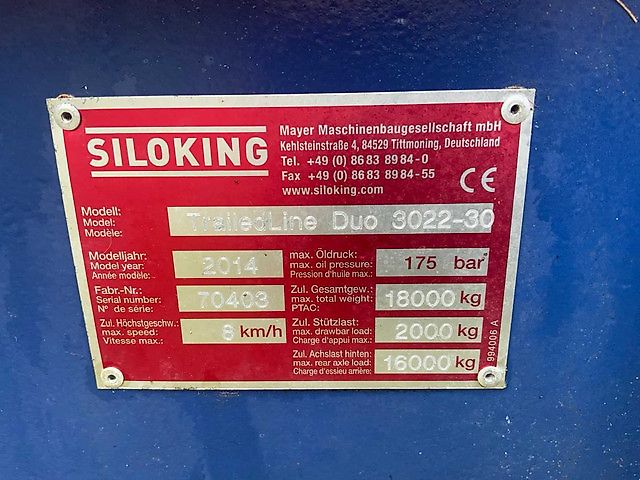 SILOKING
Mayer Maschinenbaugesellschaft mbH
Kehlsteinstraße 4, 84529 Tittmoning, Deutschland
Tel. +49 (0) 86 83 89 84-0
Fax +49 (0) 86 83 89 84-55
www.siloking.com
CE
Modell:
Model:
Modèle:
TrailedLine Duo 3022-30
Modelljahr:
Model year:
Année modèle:
2014
Fabr.-Nr.:
Serial number:
N° de série:
70403
Zul. Höchstgeschw.:
max. speed:
Vitesse max.:
8 km/h
max. Öldruck:
max. oil pressure:
Pression d'huile max.:
175 bar
Zul. Gesamtgew.:
max. total weight:
PTAC:
18000 kg
Zul. Stützlast:
max. drawbar load:
Charge d'appui max.:
2000 kg
Zul. Achslast hinten:
max. rear axle load:
Charge d'essieu arrière:
16000 kg
994006 A